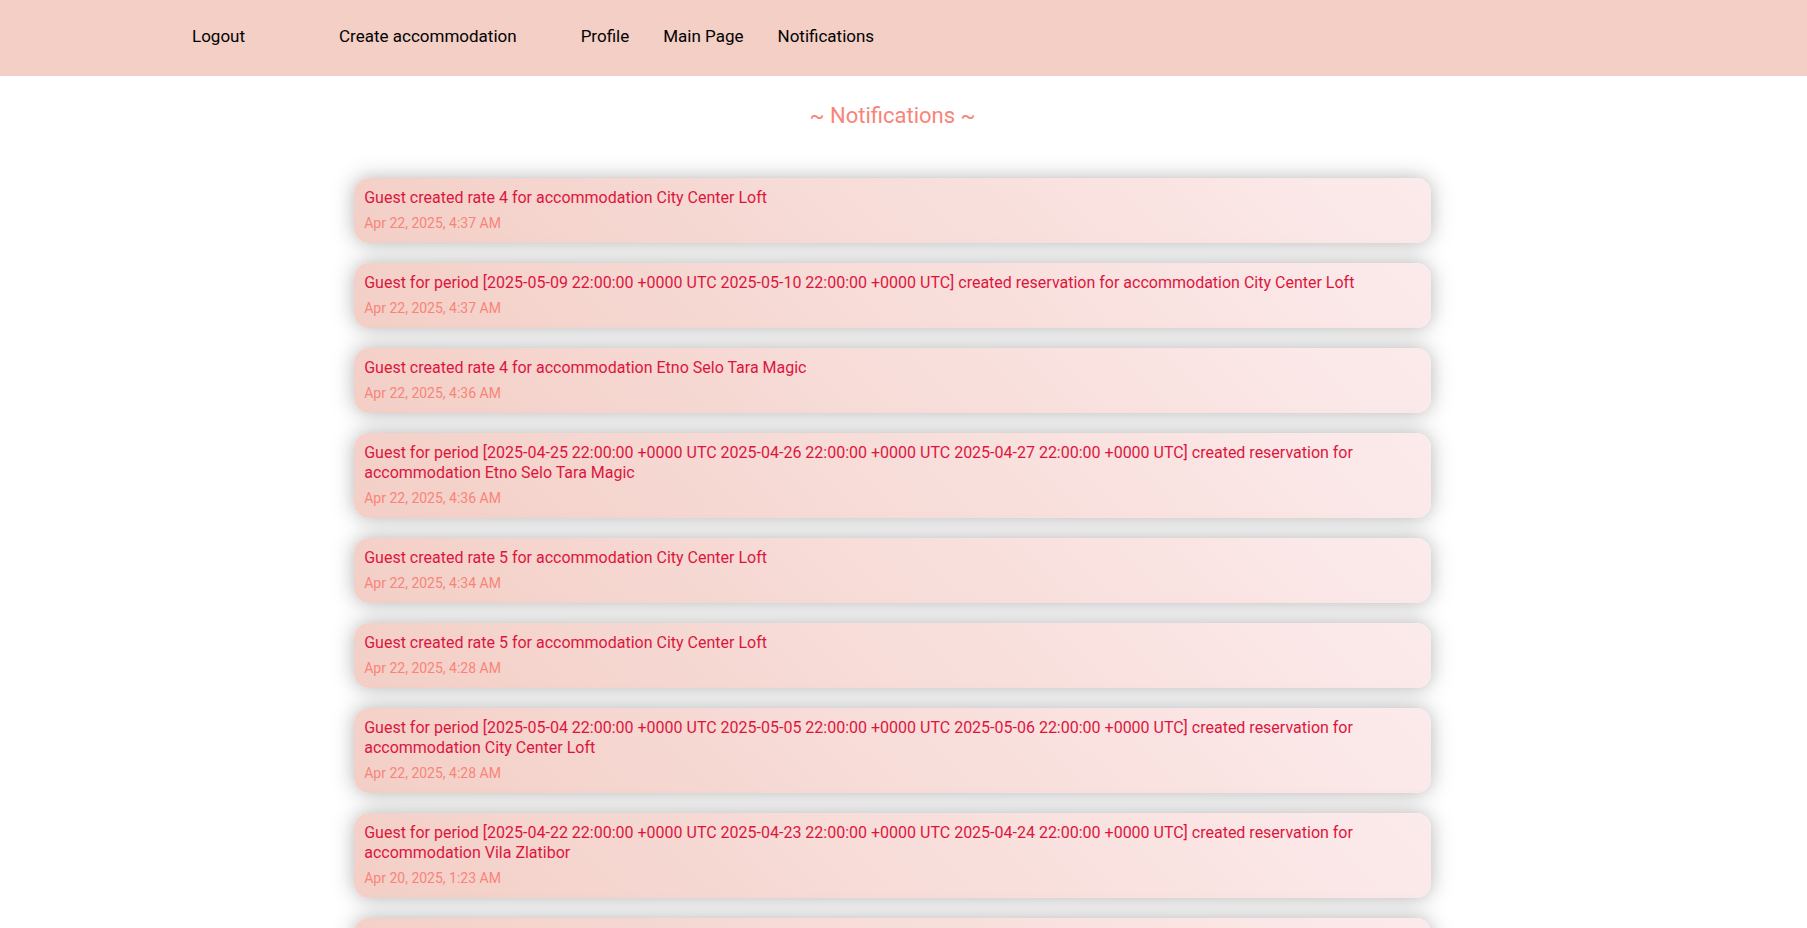 Logout Create accommodation Profile Main Page Notifications
~ Notifications ~
Guest created rate 4 for accommodation City Center Loft
Apr 22, 2025, 4:37 AM
Guest for period [2025-05-09 22:00:00 +0000 UTC 2025-05-10 22:00:00 +0000 UTC] created reservation for accommodation City Center Loft
Apr 22, 2025, 4:37 AM
Guest created rate 4 for accommodation Etno Selo Tara Magic
Apr 22, 2025, 4:36 AM
Guest for period [2025-04-25 22:00:00 +0000 UTC 2025-04-26 22:00:00 +0000 UTC 2025-04-27 22:00:00 +0000 UTC] created reservation for
accommodation Etno Selo Tara Magic
Apr 22, 2025, 4:36 AM
Guest created rate 5 for accommodation City Center Loft
Apr 22, 2025, 4:34 AM
Guest created rate 5 for accommodation City Center Loft
Apr 22, 2025, 4:28 AM
Guest for period [2025-05-04 22:00:00 +0000 UTC 2025-05-05 22:00:00 +0000 UTC 2025-05-06 22:00:00 +0000 UTC] created reservation for
accommodation City Center Loft
Apr 22, 2025, 4:28 AM
Guest for period [2025-04-22 22:00:00 +0000 UTC 2025-04-23 22:00:00 +0000 UTC 2025-04-24 22:00:00 +0000 UTC] created reservation for
accommodation Vila Zlatibor
Apr 20, 2025, 1:23 AM